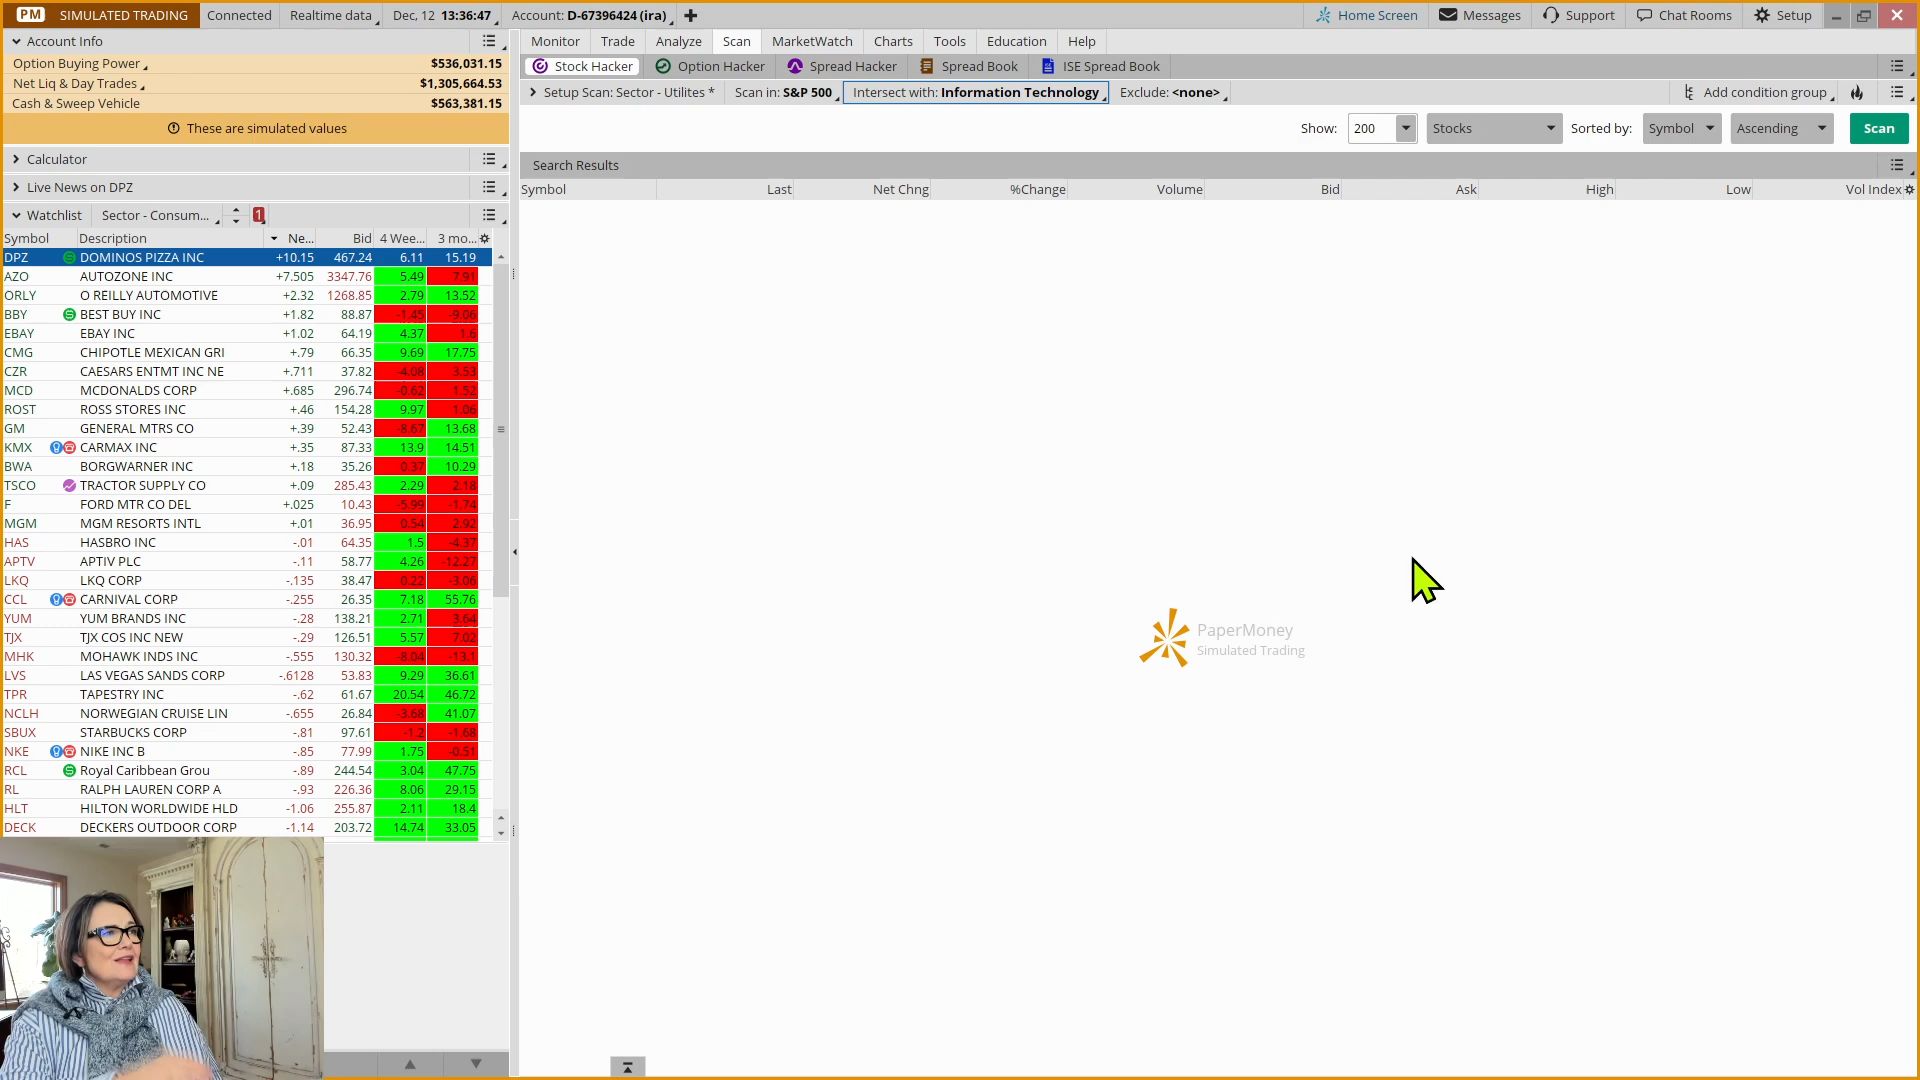 PM SIMULATED TRADING Connected Realtime data Dec, 12 13:36:47 Account: D-67396424 (ira) Home Screen Messages Support Chat Rooms Setup
Account Info
Option Buying Power $536,031.15
Net Liq & Day Trades $1,305,664.53
Cash & Sweep Vehicle $563,381.15
These are simulated values
Calculator
Live News on DPZ
Watchlist Sector - Consum... 1
Symbol Description Ne... Bid 4 Wee... 3 mo...
DPZ DOMINOS PIZZA INC +10.15 467.24 6.11 15.19
AZO AUTOZONE INC +7.505 3347.76 5.49 7.91
ORLY O REILLY AUTOMOTIVE +2.32 1268.85 2.79 13.52
BBY BEST BUY INC +1.82 88.87 -1.45 -9.06
EBAY EBAY INC +1.02 64.19 4.37 1.6
CMG CHIPOTLE MEXICAN GRI +.79 66.35 9.69 17.75
CZR CAESARS ENTMT INC NE +.711 37.82 -4.08 3.53
MCD MCDONALDS CORP +.685 296.74 -0.62 1.52
ROST ROSS STORES INC +.46 154.28 9.97 1.06
GM GENERAL MTRS CO +.39 52.43 -8.67 13.68
KMX CARMAX INC +.35 87.33 13.9 14.51
BWA BORGWARNER INC +.18 35.26 0.37 10.29
TSCO TRACTOR SUPPLY CO +.09 285.43 2.29 2.18
F FORD MTR CO DEL +.025 10.43 -5.99 -1.74
MGM MGM RESORTS INTL +.01 36.95 0.54 2.92
HAS HASBRO INC -.01 64.35 1.5 -4.37
APTV APTIV PLC -.11 58.77 4.26 -12.27
LKQ LKQ CORP -.135 38.47 0.22 -3.06
CCL CARNIVAL CORP -.255 26.35 7.18 55.76
YUM YUM BRANDS INC -.28 138.21 2.71 3.64
TJX TJX COS INC NEW -.29 126.51 5.57 7.02
MHK MOHAWK INDS INC -.555 130.32 -8.04 -13.1
LVS LAS VEGAS SANDS CORP -.6128 53.83 9.29 36.61
TPR TAPESTRY INC -.62 61.67 20.54 46.72
NCLH NORWEGIAN CRUISE LIN -.655 26.84 -3.68 41.07
SBUX STARBUCKS CORP -.81 97.61 -1.2 -1.68
NKE NIKE INC B -.85 77.99 1.75 -0.51
RCL Royal Caribbean Grou -.89 244.54 3.04 47.75
RL RALPH LAUREN CORP A -.93 226.36 8.06 29.15
HLT HILTON WORLDWIDE HLD -1.06 255.87 2.11 18.4
DECK DECKERS OUTDOOR CORP -1.14 203.72 14.74 33.05
Monitor Trade Analyze Scan MarketWatch Charts Tools Education Help
Stock Hacker Option Hacker Spread Hacker Spread Book ISE Spread Book
Setup Scan: Sector - Utilites * Scan in: S&P 500 Intersect with: Information Technology Exclude: <none> Add condition group
Show: 200 Stocks Sorted by: Symbol Ascending Scan
Search Results
Symbol Last Net Chng %Change Volume Bid Ask High Low Vol Index
PaperMoney
Simulated Trading